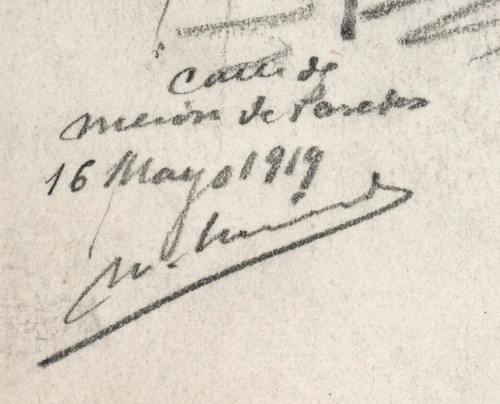 Calle de
Mesón de Paredes
16 Mayo 1919
M.